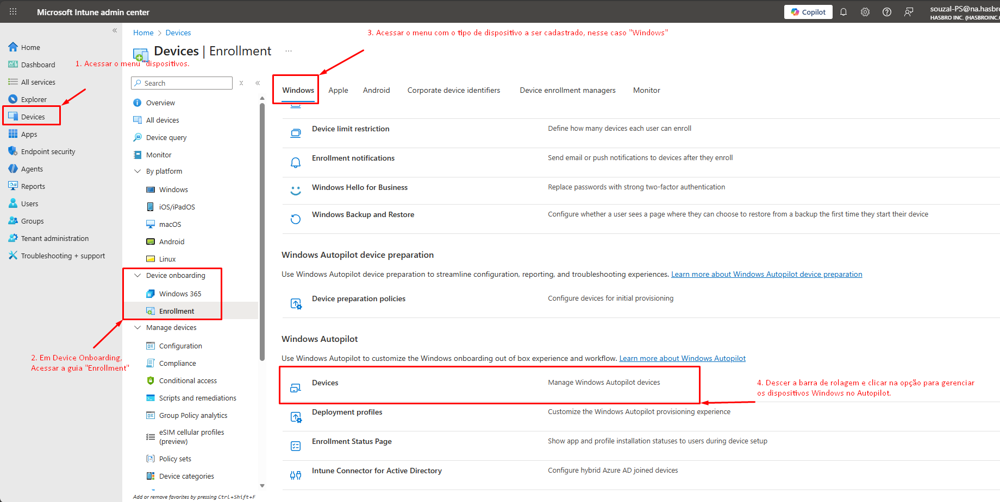 Microsoft Intune admin center
Copilot
souzal-PS@na.hasbro
HASBRO INC. (HASBROINC.
Home
Dashboard
All services
Explorer
Devices
Apps
Endpoint security
Agents
Reports
Users
Groups
Tenant administration
Troubleshooting + support
1. Acessar o menu "dispositivos.
2. Em Device Onboarding,
Acessar a guia "Enrollment"
Home > Devices
Devices | Enrollment
...
Search
Overview
All devices
Device query
Monitor
By platform
Windows
iOS/iPadOS
macOS
Android
Linux
Device onboarding
Windows 365
Enrollment
Manage devices
Configuration
Compliance
Conditional access
Scripts and remediations
Group Policy analytics
eSIM cellular profiles
(preview)
Policy sets
Device categories
Add or remove favorites by pressing Ctrl+Shift+F
3. Acessar o menu com o tipo de dispositivo a ser cadastrado, nesse caso "Windows"
Windows Apple Android Corporate device identifiers Device enrollment managers Monitor
Device limit restriction Define how many devices each user can enroll
Enrollment notifications Send email or push notifications to devices after they enroll
Windows Hello for Business Replace passwords with strong two-factor authentication
Windows Backup and Restore Configure whether a user sees a page where they can choose to restore from a backup the first time they start their device
Windows Autopilot device preparation
Use Windows Autopilot device preparation to streamline configuration, reporting, and troubleshooting experiences. Learn more about Windows Autopilot device preparation
Device preparation policies Configure devices for initial provisioning
Windows Autopilot
Use Windows Autopilot to customize the Windows onboarding out of box experience and workflow. Learn more about Windows Autopilot
Devices Manage Windows Autopilot devices
4. Descer a barra de rolagem e clicar na opção para gerenciar
os dispositivos Windows no Autopilot.
Deployment profiles Customize the Windows Autopilot provisioning experience
Enrollment Status Page Show app and profile installation statuses to users during device setup
Intune Connector for Active Directory Configure hybrid Azure AD joined devices